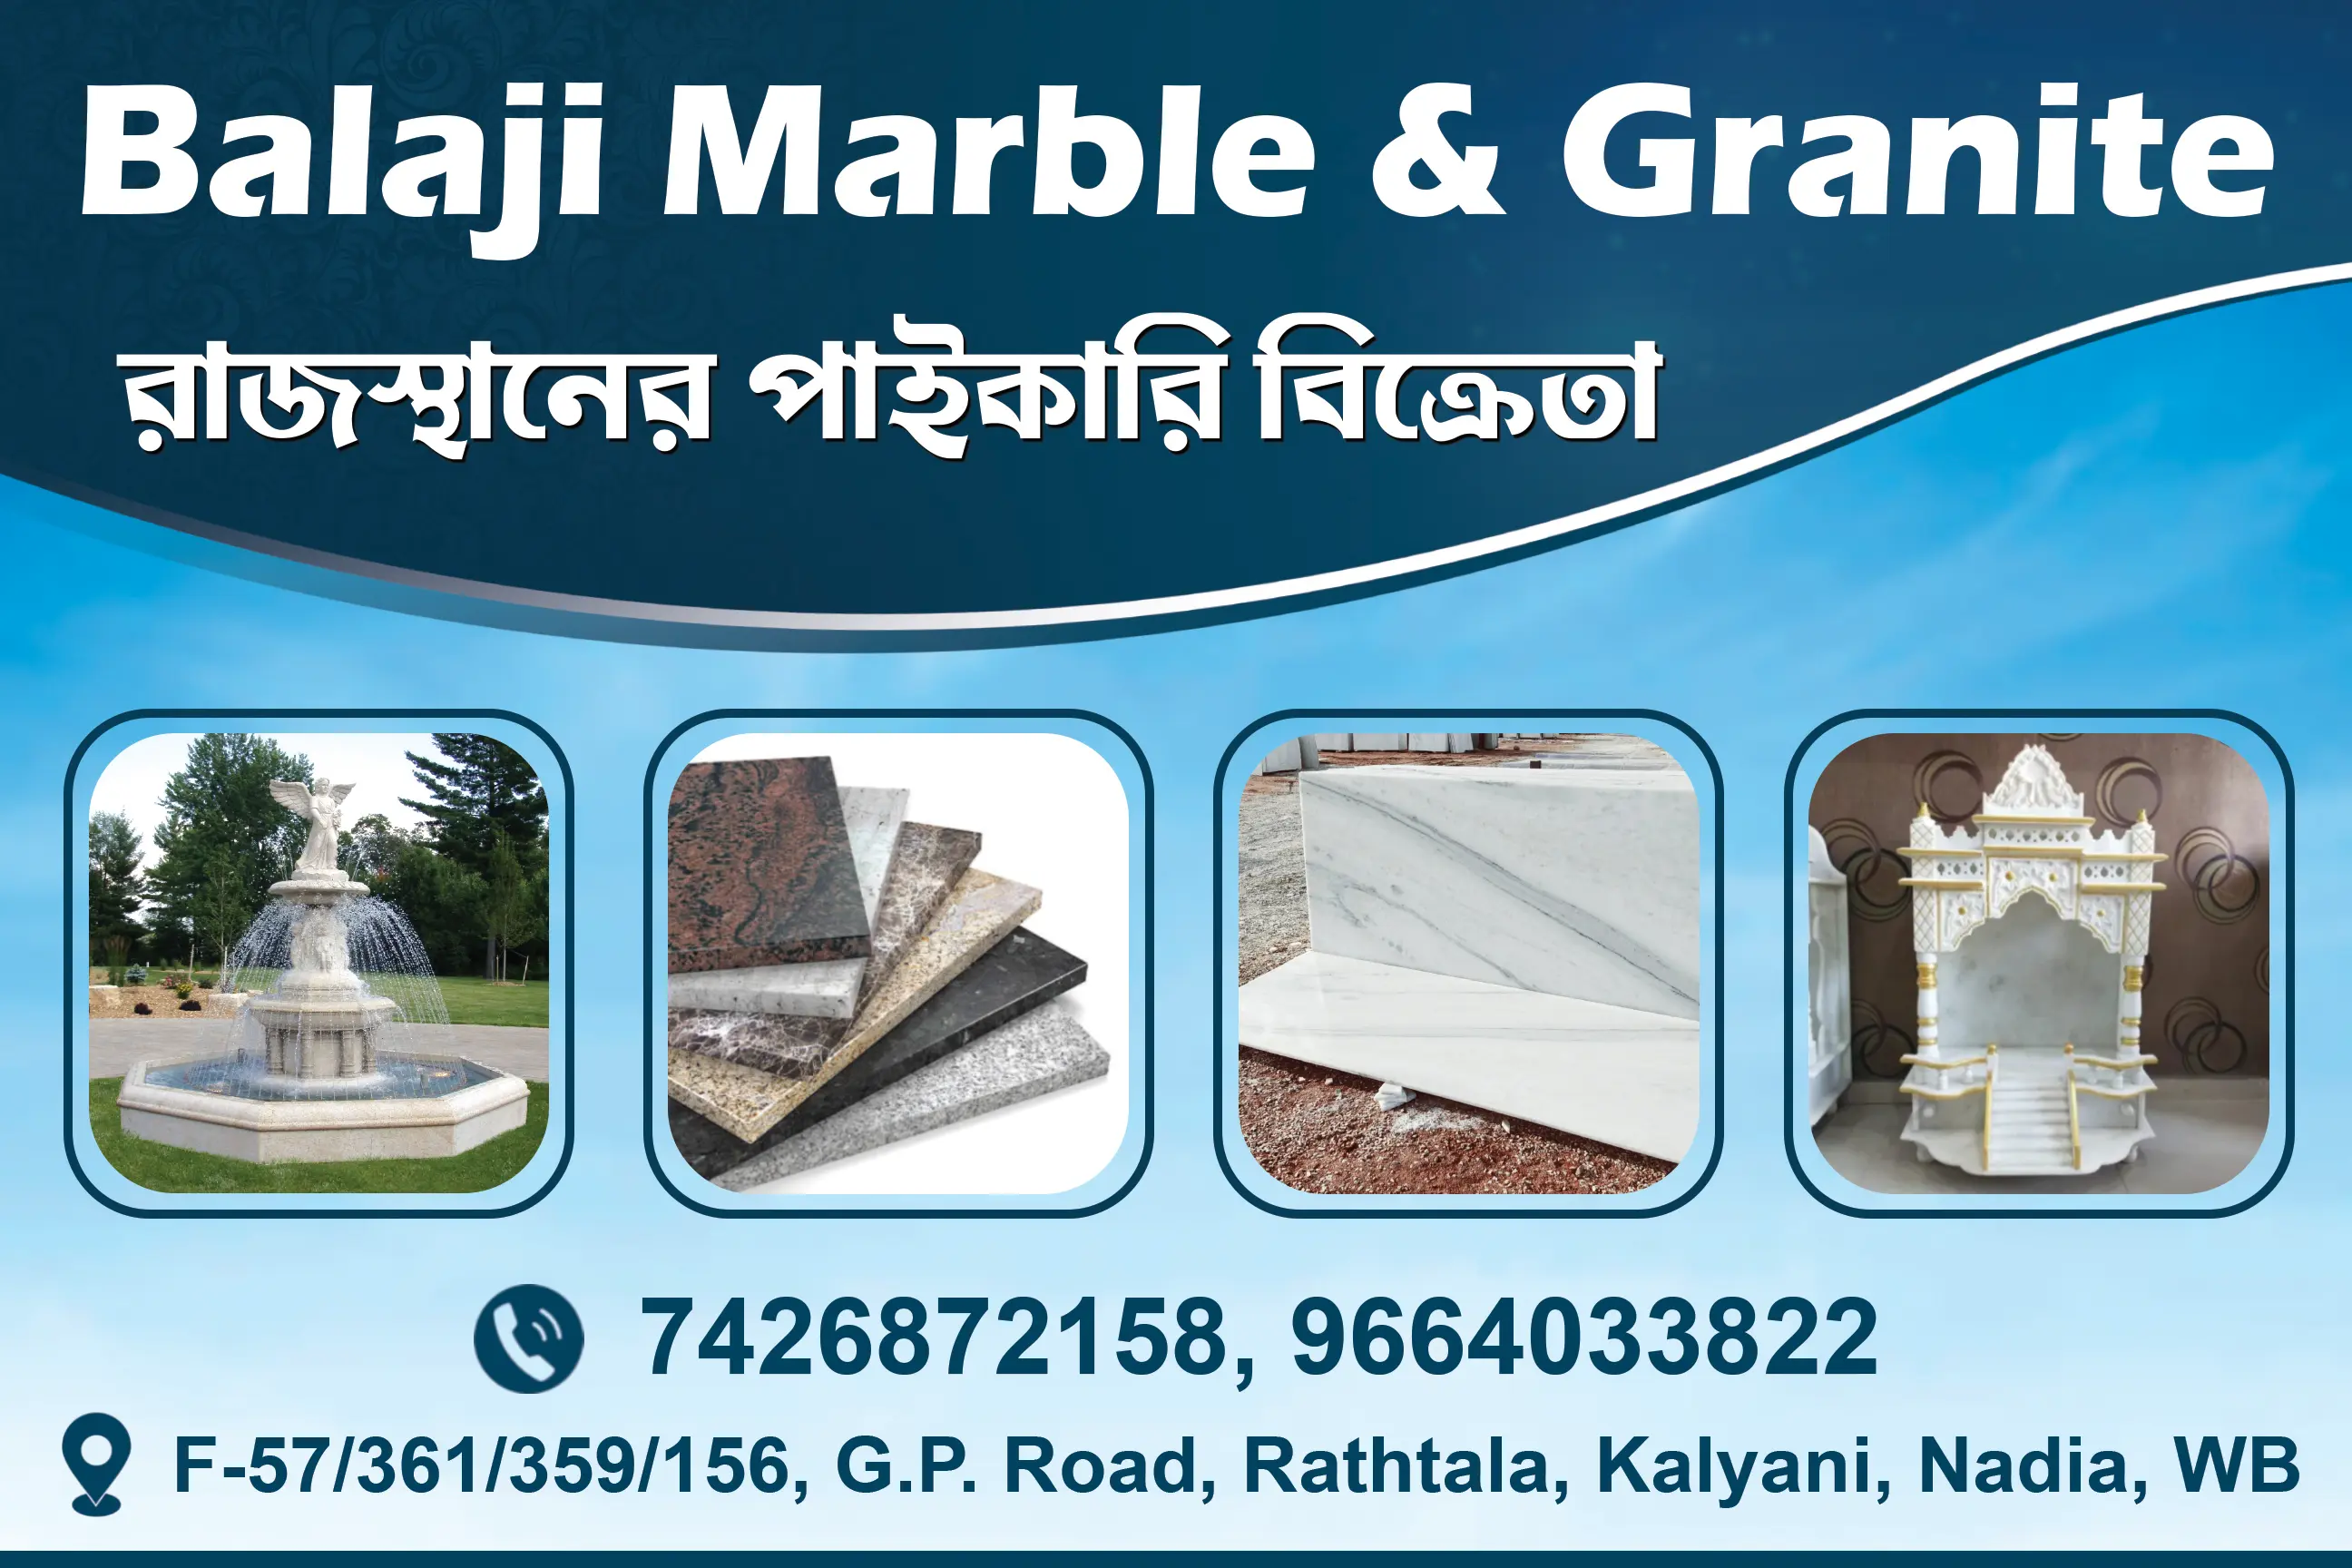 Balaji Marble & Granite
রাজস্থানের পাইকারি বিক্রেতা
7426872158, 9664033822
F-57/361/359/156, G.P. Road, Rathtala, Kalyani, Nadia, WB